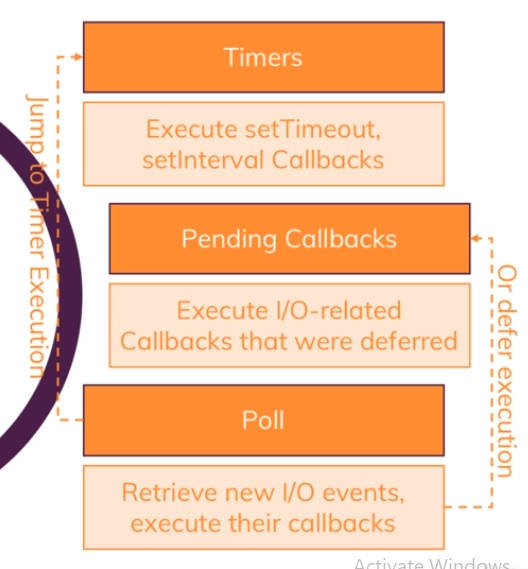 Timers
Execute setTimeout,
setInterval Callbacks
Jump to Timer Execution
Pending Callbacks
Execute I/O-related
Callbacks that were deferred
Or defer execution
Poll
Retrieve new I/O events,
execute their callbacks
Activate Windows